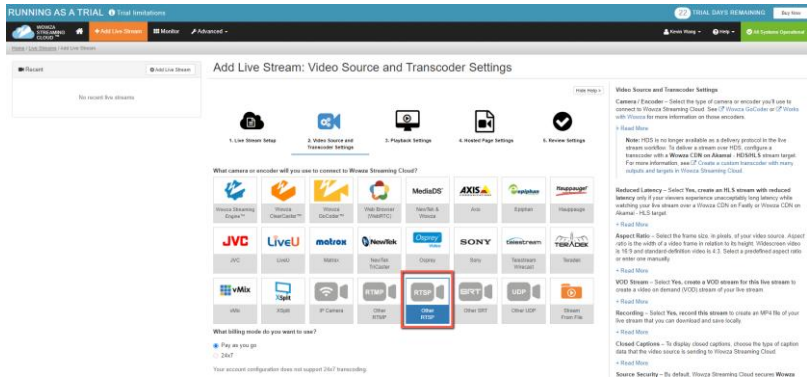 RUNNING AS A TRIAL Trial limitations
22 TRIAL DAYS REMAINING Buy Now
WOWZA STREAMING CLOUD™ +Add Live Stream Monitor Advanced
Kevin Wang Help All Systems Operational
Home / Live Streams / Add Live Stream
Recent Add Live Stream
No recent live streams
Add Live Stream: Video Source and Transcoder Settings
Hide Help »
1. Live Stream Setup
2. Video Source and Transcoder Settings
3. Playback Settings
4. Hosted Page Settings
5. Review Settings
What camera or encoder will you use to connect to Wowza Streaming Cloud?
MediaDS AXIS epiphan Hauppauge!
Wowza Streaming Engine™
Wowza ClearCaster™
Wowza GoCoder™
Web Browser (WebRTC)
NewTek & Wowza
Axis
Epiphan
Hauppauge
JVC LiveU matrox NewTek Osprey Video SONY telestream TERADEK
JVC
LiveU
Matrox
NewTek TriCaster
Osprey
Sony
Telestream Wirecast
Teradek
vMix XSplit RTMP RTSP SRT UDP
vMix
XSplit
IP Camera
Other RTMP
Other RTSP
Other SRT
Other UDP
Stream From File
What billing mode do you want to use?
Pay as you go
24x7
Your account configuration does not support 24x7 transcoding.
Video Source and Transcoder Settings
Camera / Encoder – Select the type of camera or encoder you'll use to
connect to Wowza Streaming Cloud. See Wowza GoCoder or Works
with Wowza for more information on those encoders.
+ Read More
Note: HDS is no longer available as a delivery protocol in the live
stream workflow. To deliver a stream over HDS, configure a
transcoder with a Wowza CDN on Akamai - HDS/HLS stream target.
For more information, see Create a custom transcoder with many
outputs and targets in Wowza Streaming Cloud.
Reduced Latency – Select Yes, create an HLS stream with reduced
latency only if your viewers experience unacceptably long latency while
watching your live stream over a Wowza CDN on Fastly or Wowza CDN on
Akamai - HLS target.
+ Read More
Aspect Ratio – Select the frame size, in pixels, of your video source. Aspect
ratio is the width of a video frame in relation to its height. Widescreen video
is 16:9 and standard-definition video is 4:3. Select a predefined aspect ratio
or enter one manually.
+ Read More
VOD Stream – Select Yes, create a VOD stream for this live stream to
create a video on demand (VOD) stream of your live stream.
+ Read More
Recording – Select Yes, record this stream to create an MP4 file of your
live stream that you can download and save locally.
+ Read More
Closed Captions – To display closed captions, choose the type of caption
data that the video source is sending to Wowza Streaming Cloud.
+ Read More
Source Security – By default, Wowza Streaming Cloud secures Wowza